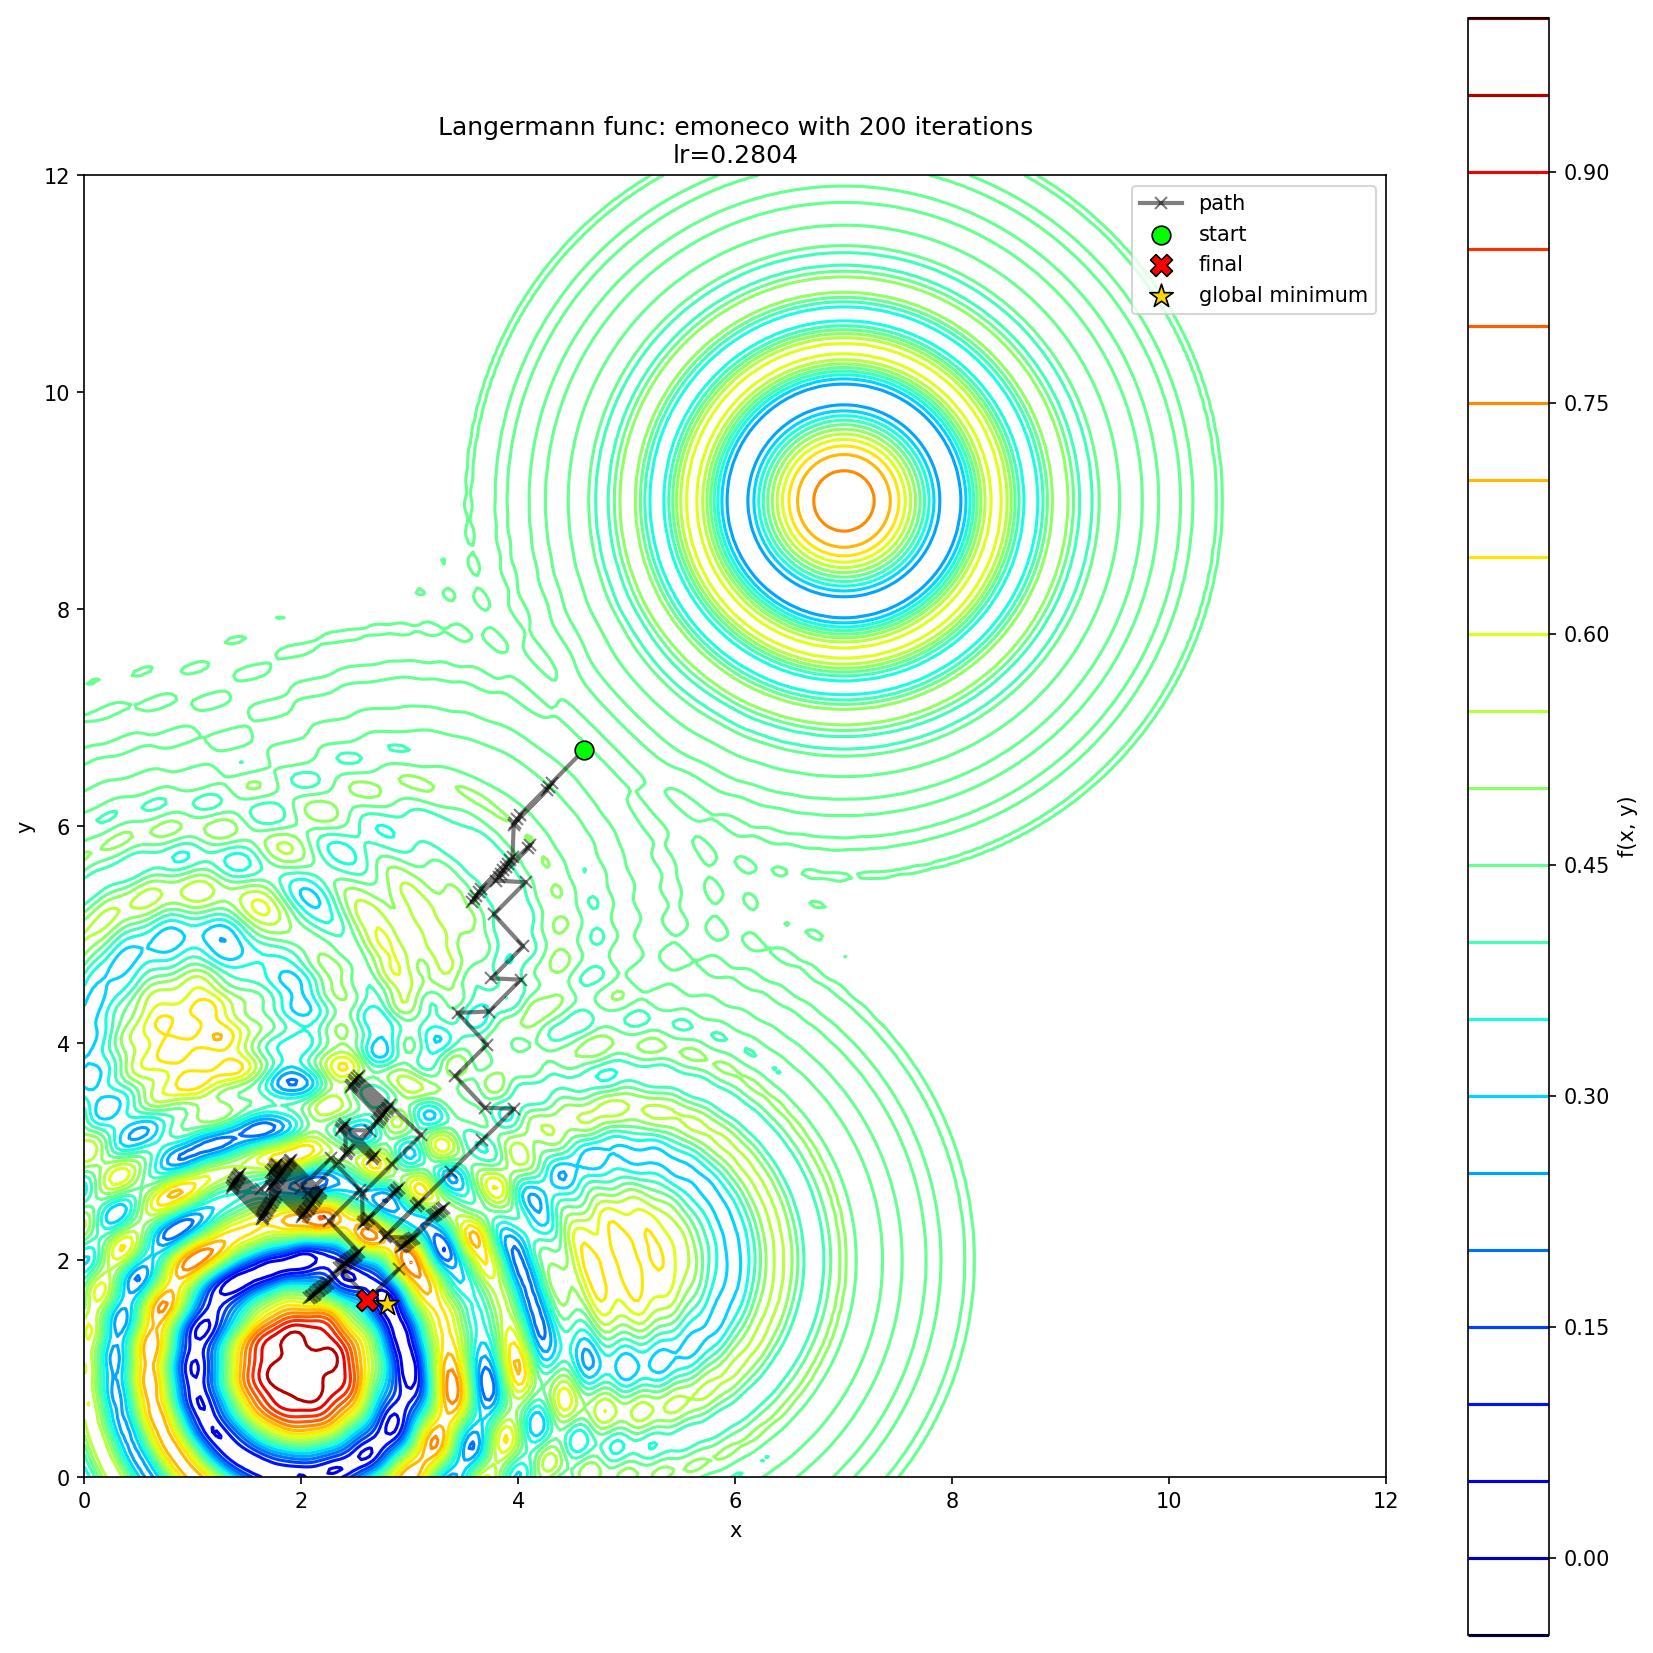 Langermann func: emoneco with 200 iterations
lr=0.2804
path
start
final
global minimum
12
10
8
6
4
2
0
y
0 2 4 6 8 10 12
x
0.90
0.75
0.60
0.45
0.30
0.15
0.00
f(x, y)